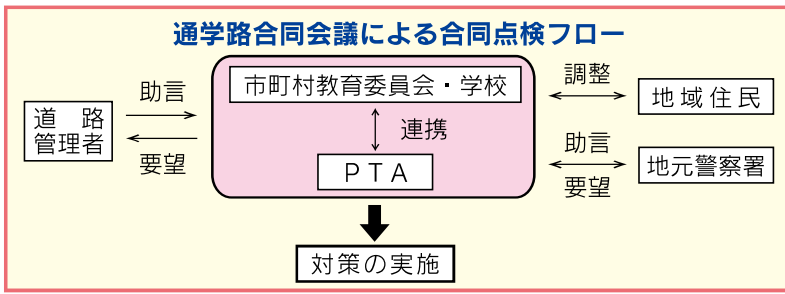 通学路合同会議による合同点検フロー
市町村教育委員会・学校
連携
PTA
道 路
管理者
助言
要望
調整
地域住民
助言
要望
地元警察署
対策の実施